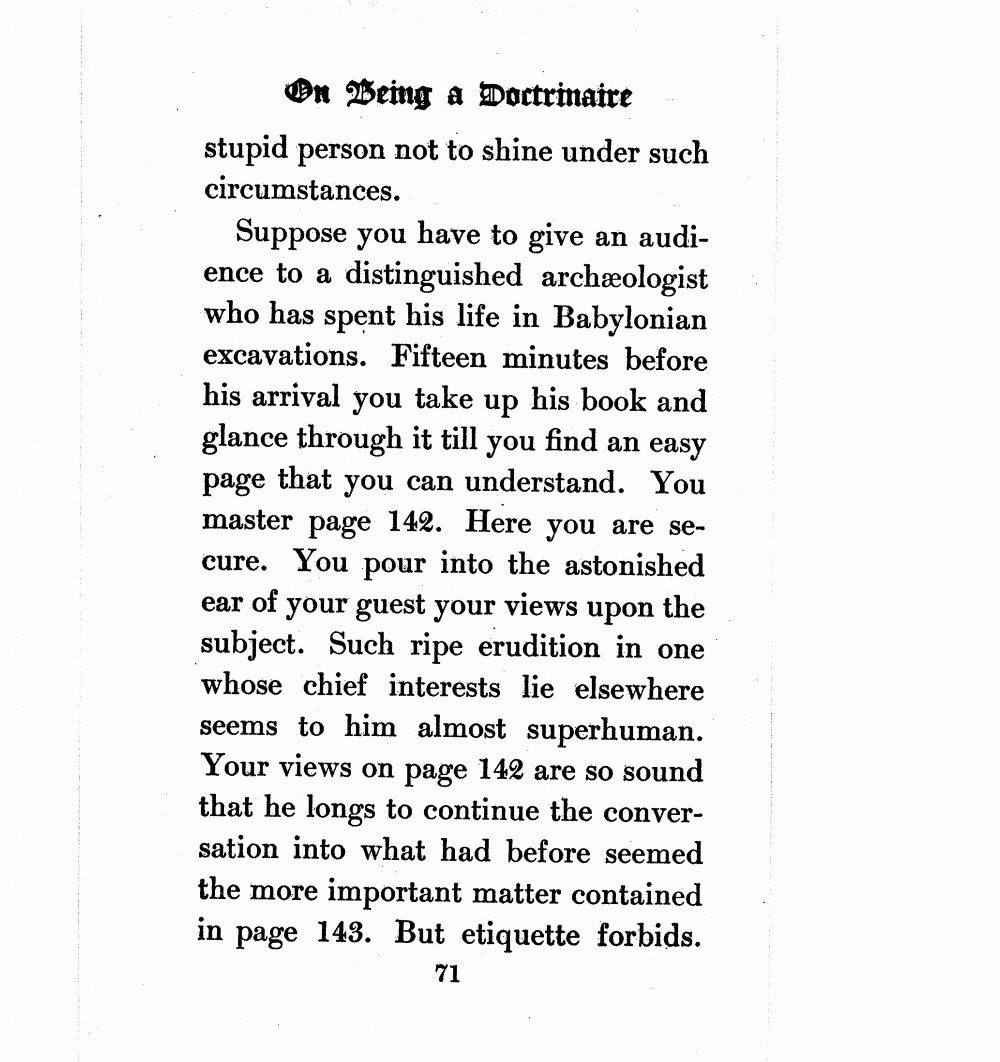 On Being a Doctrinaire
stupid person not to shine under such
circumstances.
Suppose you have to give an audi-
ence to a distinguished archæologist
who has spent his life in Babylonian
excavations. Fifteen minutes before
his arrival you take up his book and
glance through it till you find an easy
page that you can understand. You
master page 142. Here you are se-
cure. You pour into the astonished
ear of your guest your views upon the
subject. Such ripe erudition in one
whose chief interests lie elsewhere
seems to him almost superhuman.
Your views on page 142 are so sound
that he longs to continue the conver-
sation into what had before seemed
the more important matter contained
in page 143. But etiquette forbids.
71